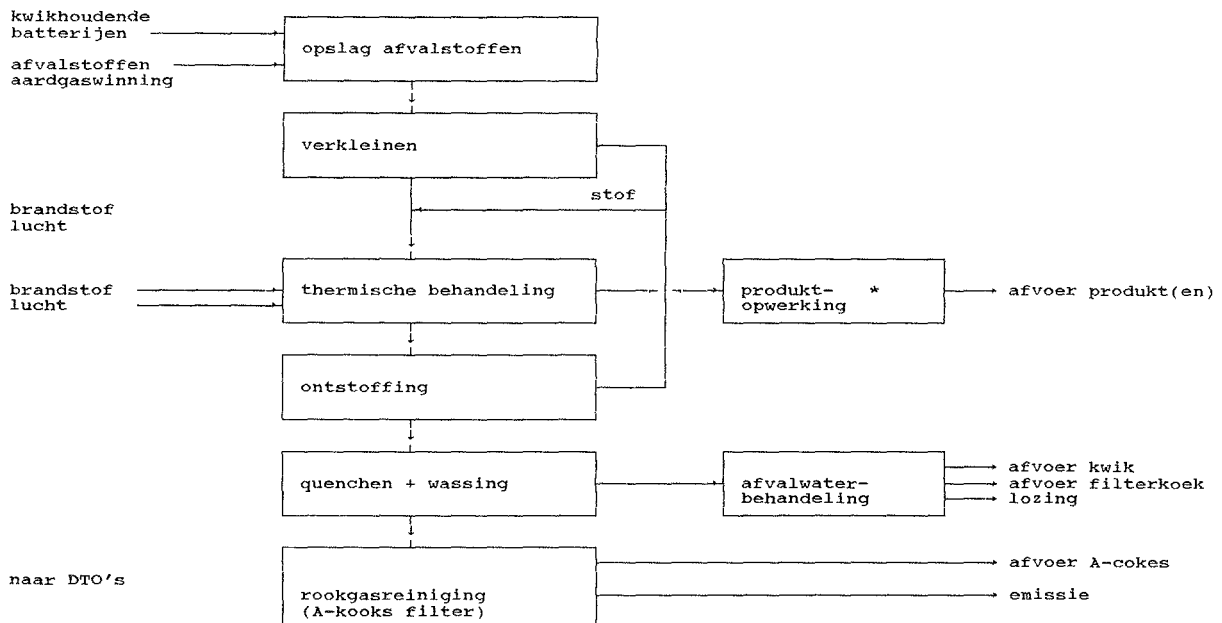 kwikhoudende
batterijen
afvalstoffen
aardgaswinning
opslag afvalstoffen
verkleinen
stof
brandstof
lucht
brandstof
lucht
thermische behandeling
produkt- *
opwerking
afvoer produkt(en)
ontstoffing
quenchen + wassing
afvalwater-
behandeling
afvoer kwik
afvoer filterkoek
lozing
naar DTO's
rookgasreiniging
(A-kooks filter)
afvoer A-cokes
emissie